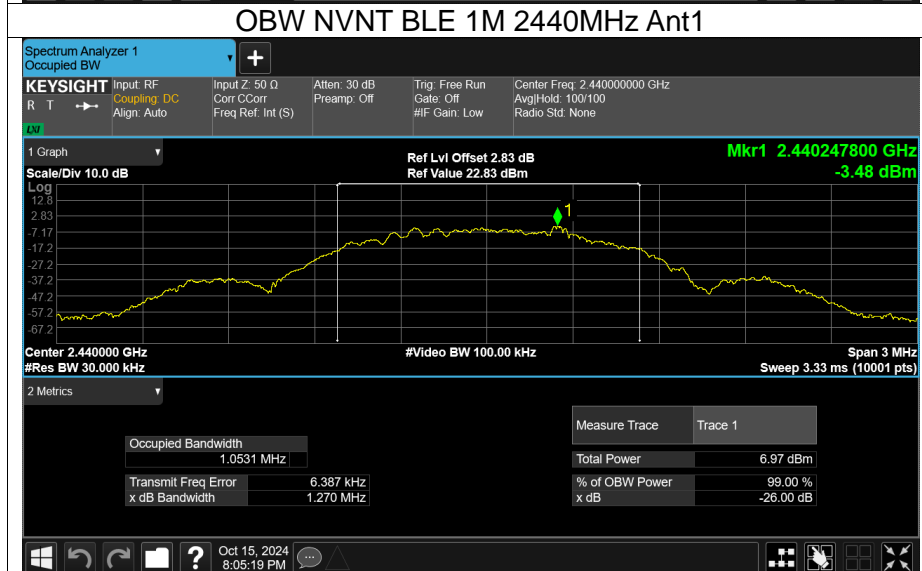 OBW NVNT BLE 1M 2440MHz Ant1
Spectrum Analyzer 1
Occupied BW
KEYSIGHT
R T
LXI
Input: RF
Coupling: DC
Align: Auto
Input Z: 50 Ω
Corr CCorr
Freq Ref: Int (S)
Atten: 30 dB
Preamp: Off
Trig: Free Run
Gate: Off
#IF Gain: Low
Center Freq: 2.440000000 GHz
Avg|Hold: 100/100
Radio Std: None
1 Graph
Scale/Div 10.0 dB
Ref Lvl Offset 2.83 dB
Ref Value 22.83 dBm
Mkr1 2.440247800 GHz
-3.48 dBm
Log
12.8
2.83
-7.17
-17.2
-27.2
-37.2
-47.2
-57.2
-67.2
1
Center 2.440000 GHz
#Res BW 30.000 kHz
#Video BW 100.00 kHz
Span 3 MHz
Sweep 3.33 ms (10001 pts)
2 Metrics
Occupied Bandwidth
1.0531 MHz
Transmit Freq Error 6.387 kHz
x dB Bandwidth 1.270 MHz
Measure Trace Trace 1
Total Power 6.97 dBm
% of OBW Power 99.00 %
x dB -26.00 dB
Oct 15, 2024
8:05:19 PM